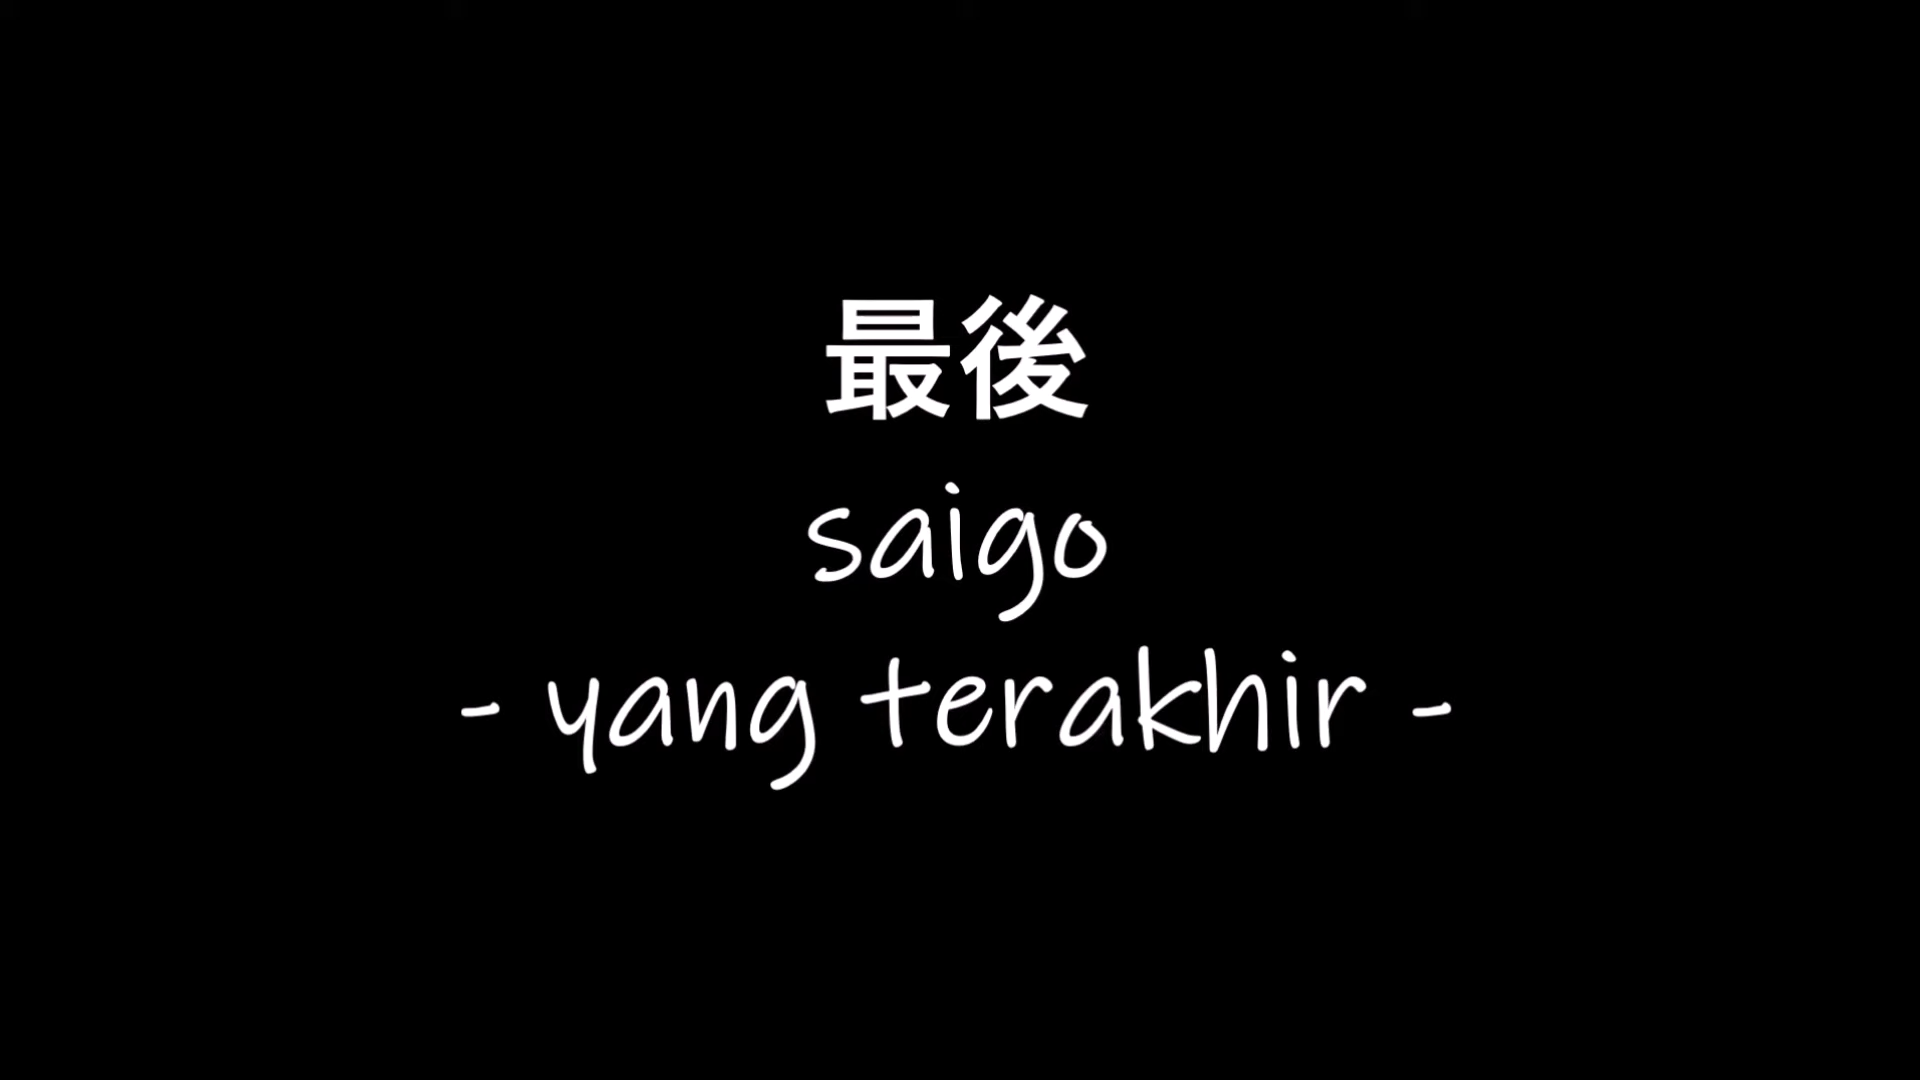 最後
saigo
- yang terakhir -